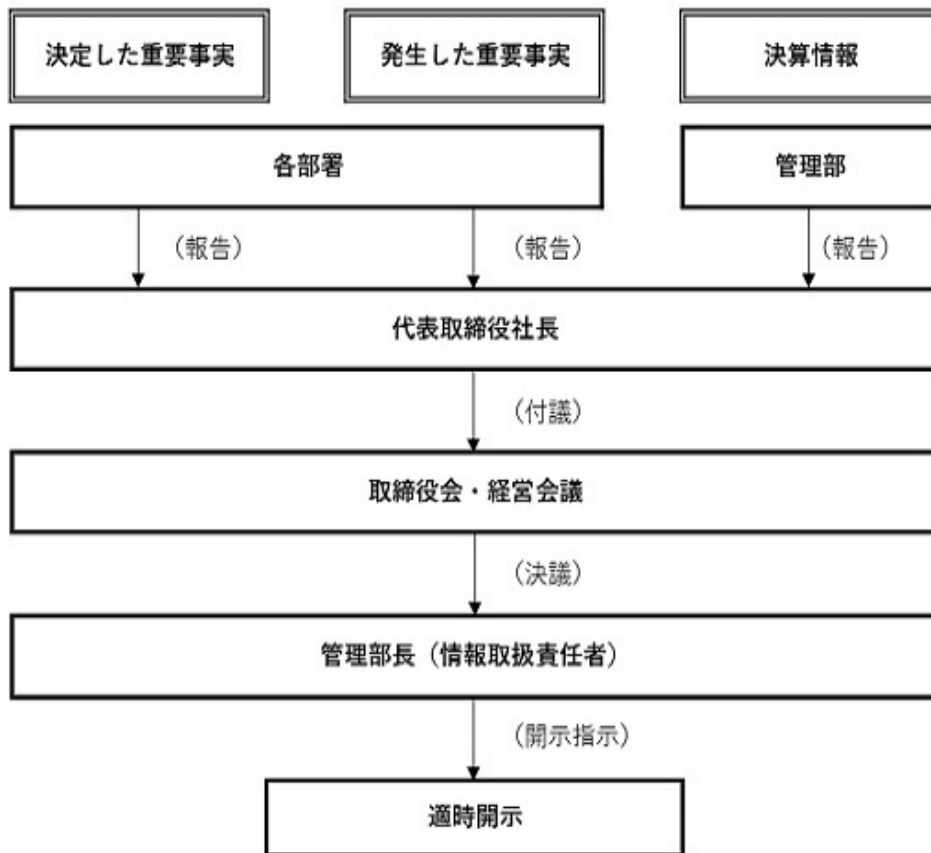 決定した重要事実
発生した重要事実
決算情報
各部署
管理部
（報告）
（報告）
（報告）
代表取締役社長
（付議）
取締役会・経営会議
（決議）
管理部長（情報取扱責任者）
（開示指示）
適時開示